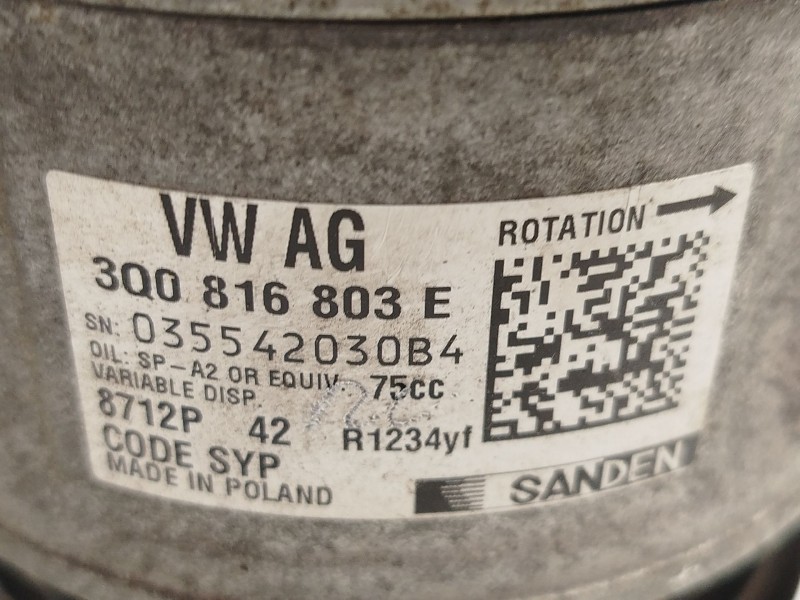 VW AG
ROTATION
3Q0 816 803 E
SN: 035542030B4
OIL: SP-A2 OR EQUIV. 75cc
VARIABLE DISP.
8712P 42 R1234yf
CODE SYP
MADE IN POLAND
SANDEN